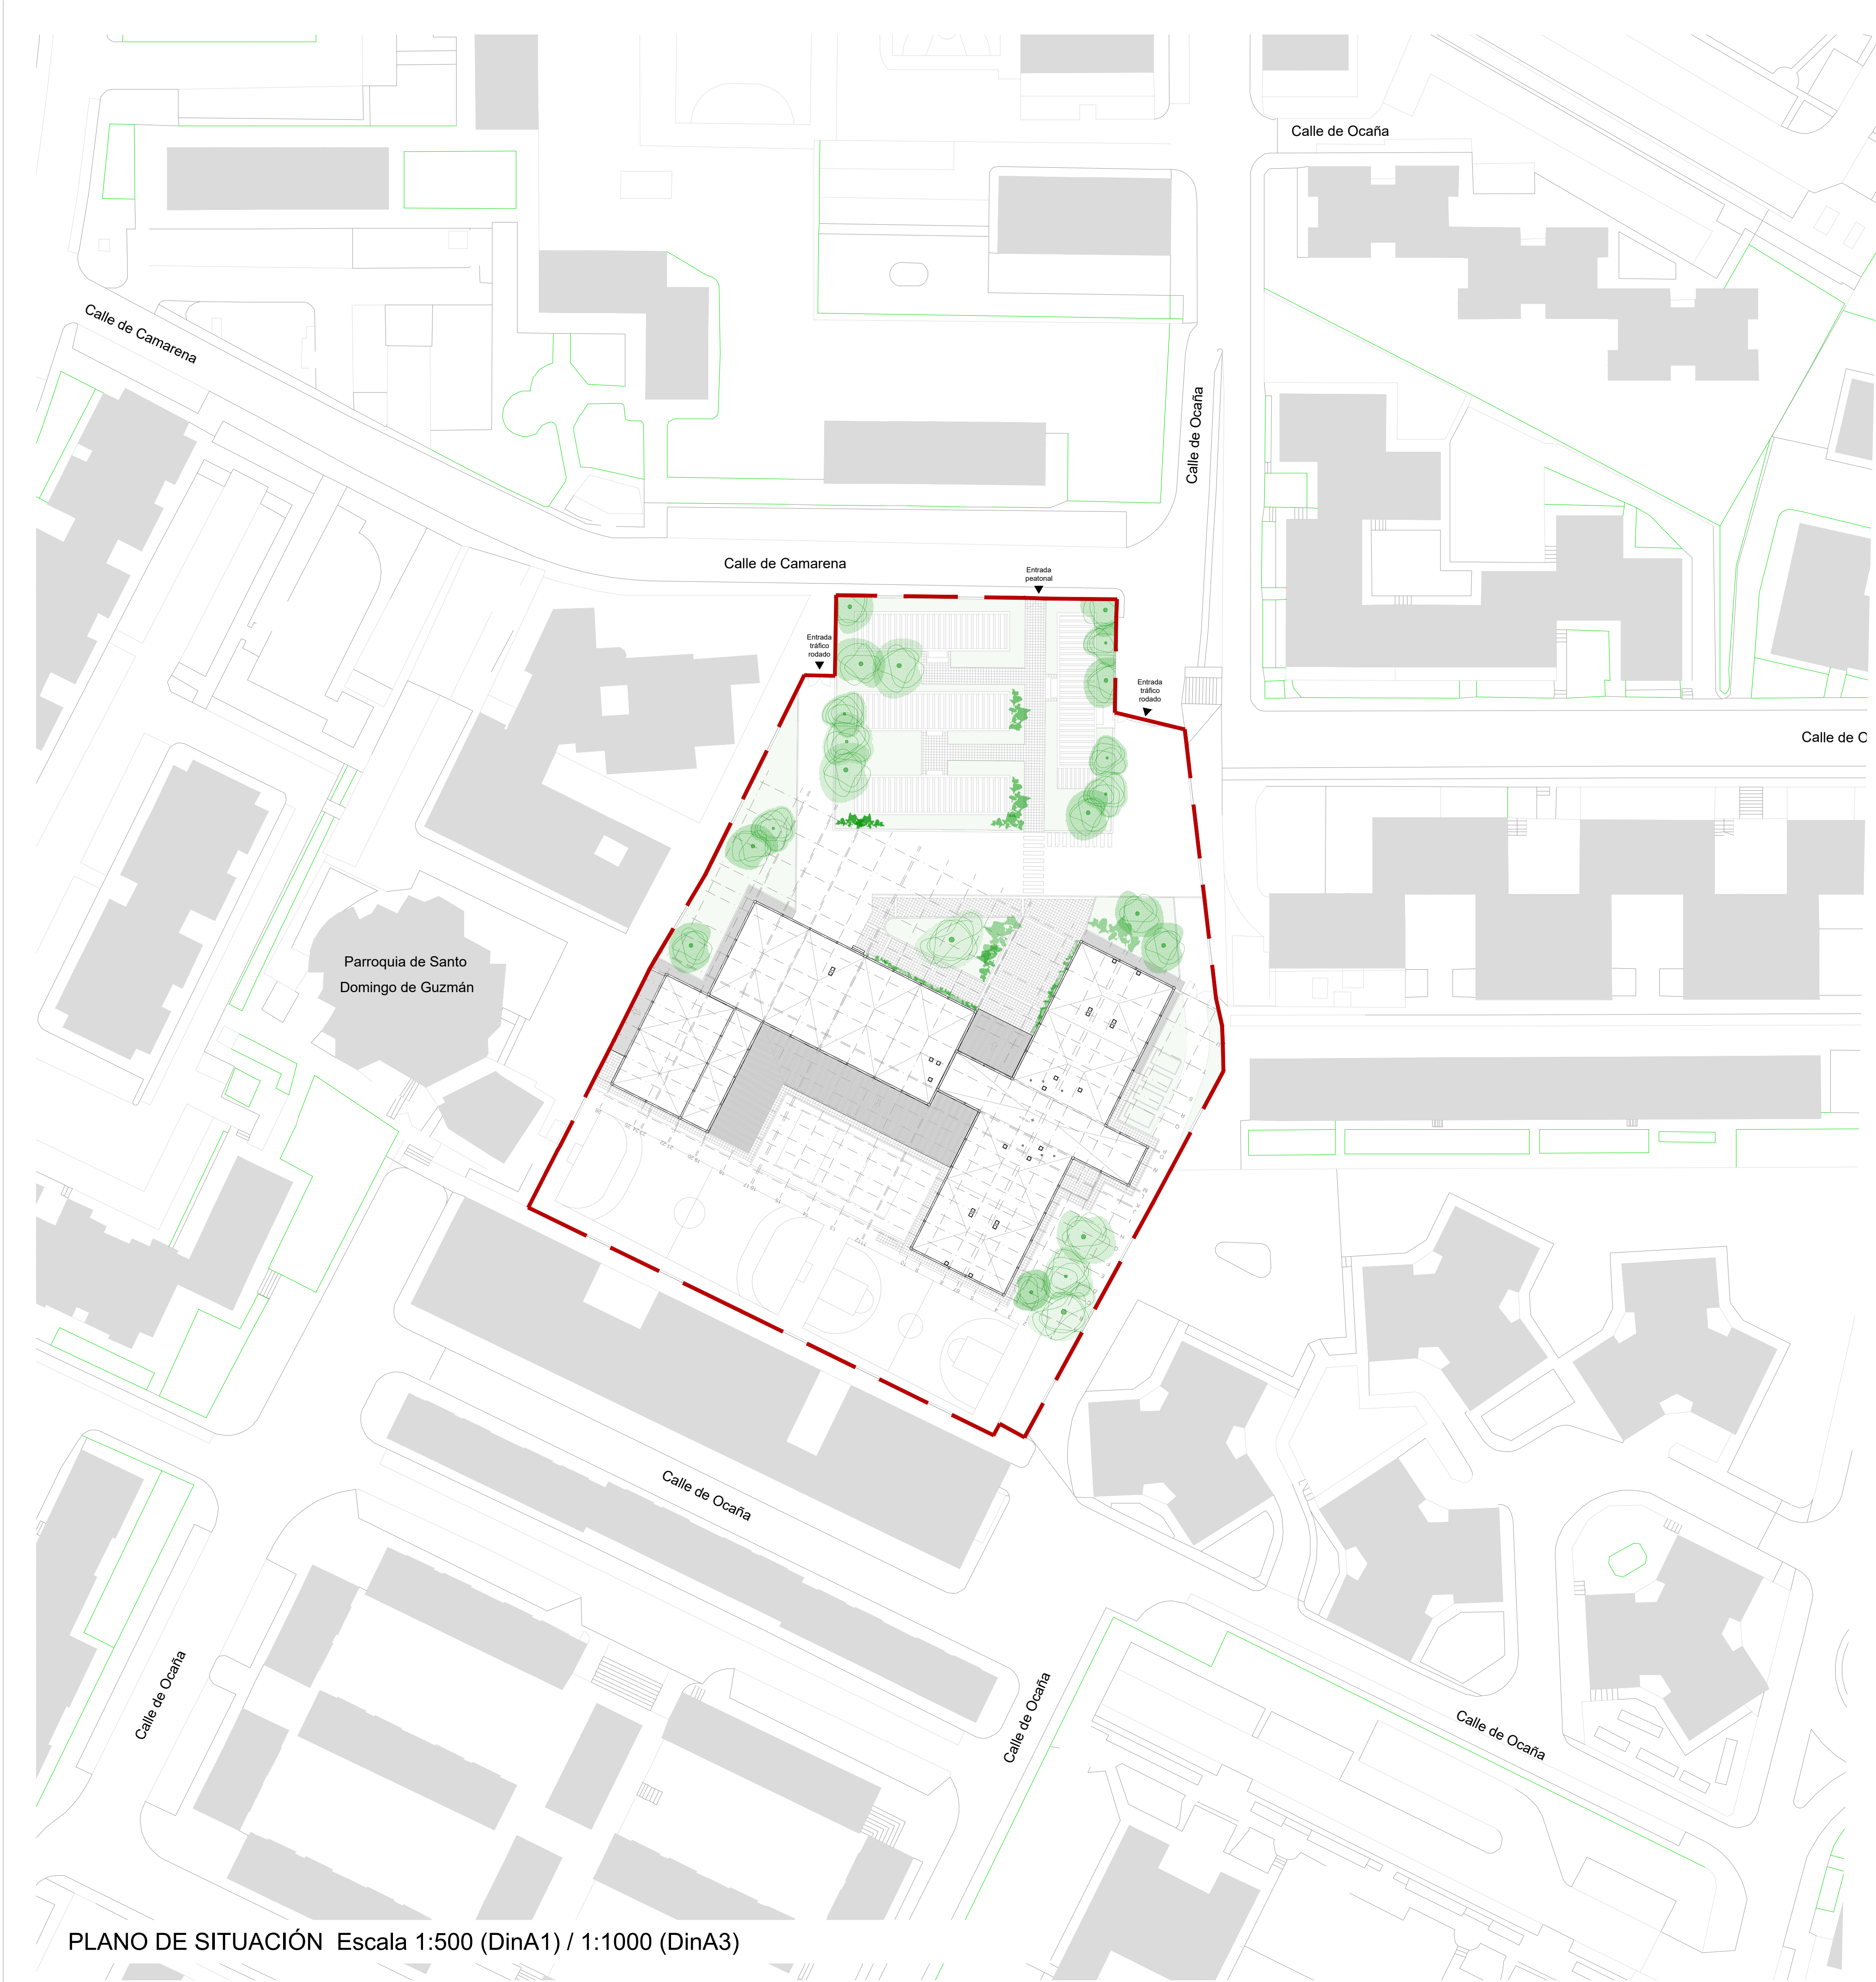 Calle de Ocaña
Calle de Camarena
Calle de Ocaña
Calle de Camarena
Entrada
peatonal
Entrada
tráfico
rodado
Entrada
tráfico
rodado
Calle de O
Parroquia de Santo
Domingo de Guzmán
Calle de Ocaña
Calle de Ocaña
Calle de Ocaña
Calle de Ocaña
PLANO DE SITUACIÓN Escala 1:500 (DinA1) / 1:1000 (DinA3)